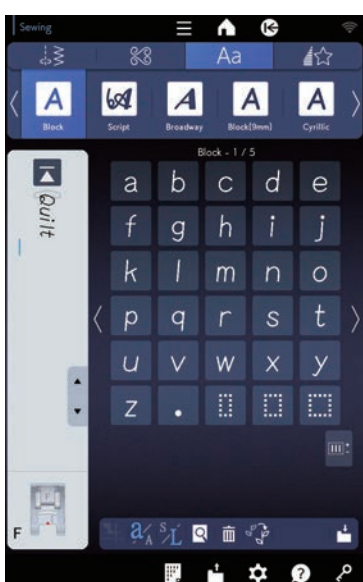 Sewing
Aa
A
A
A
A
A
Block
Script
Broadway
Block(9mm)
Cyrillic
Block - 1 / 5
Quilt
a b c d e
f g h i j
k l m n o
p q r s t
u v w x y
z .
F
a/A S/L
?